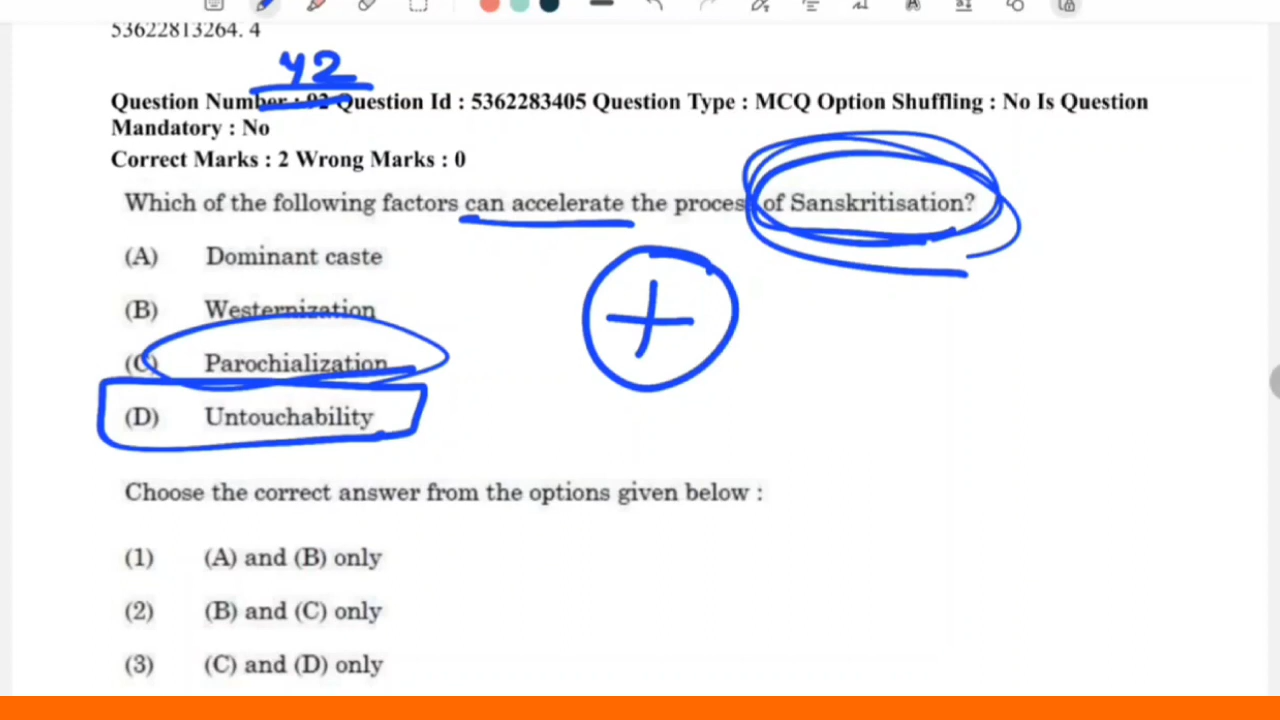 53622813264. 4
42
Question Number : 92 Question Id : 5362283405 Question Type : MCQ Option Shuffling : No Is Question
Mandatory : No
Correct Marks : 2 Wrong Marks : 0
Which of the following factors can accelerate the process of Sanskritisation?
(A) Dominant caste
(B) Westernization
(C) Parochialization
(D) Untouchability
Choose the correct answer from the options given below :
(1) (A) and (B) only
(2) (B) and (C) only
(3) (C) and (D) only